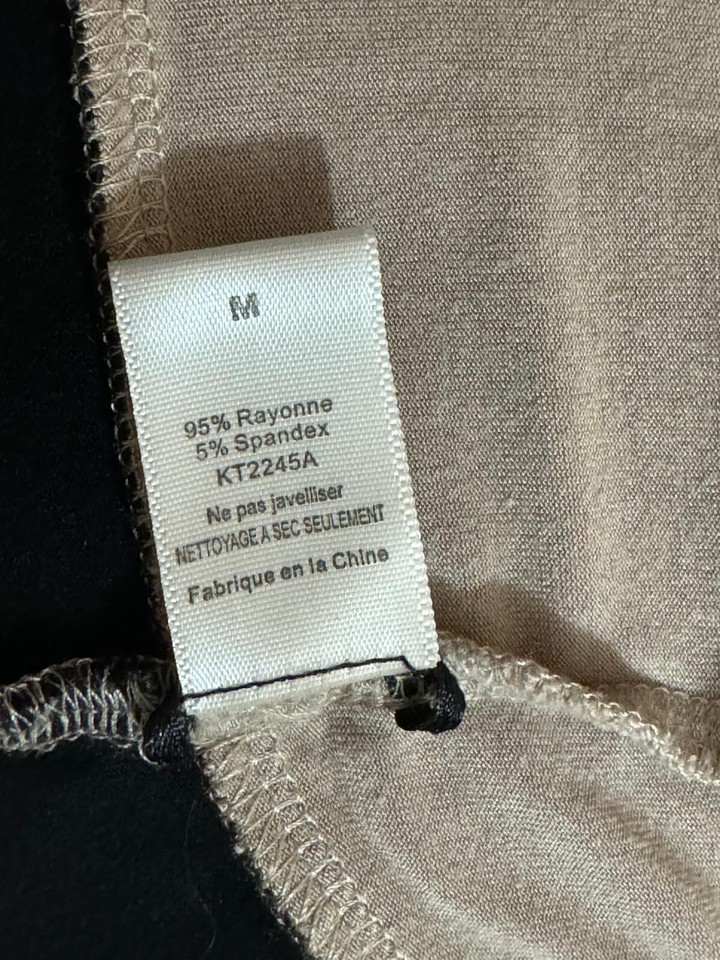 M
95% Rayonne
5% Spandex
KT2245A
Ne pas javelliser
NETTOYAGE A SEC SEULEMENT
Fabrique en la Chine